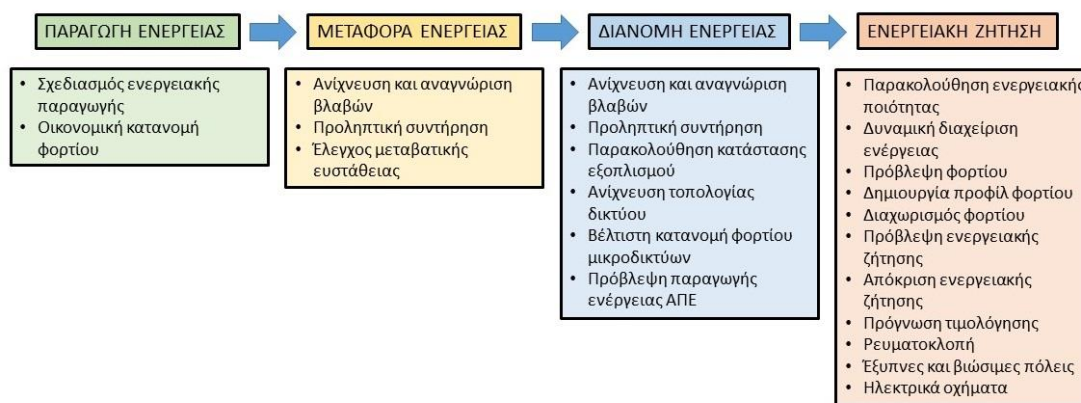 ΠΑΡΑΓΩΓΗ ΕΝΕΡΓΕΙΑΣ
• Σχεδιασμός ενεργειακής
παραγωγής
• Οικονομική κατανομή
φορτίου
ΜΕΤΑΦΟΡΑ ΕΝΕΡΓΕΙΑΣ
• Ανίχνευση και αναγνώριση
βλαβών
• Προληπτική συντήρηση
• Έλεγχος μεταβατικής
ευστάθειας
ΔΙΑΝΟΜΗ ΕΝΕΡΓΕΙΑΣ
• Ανίχνευση και αναγνώριση
βλαβών
• Προληπτική συντήρηση
• Παρακολούθηση κατάστασης
εξοπλισμού
• Ανίχνευση τοπολογίας
δικτύου
• Βέλτιστη κατανομή φορτίου
μικροδικτύων
• Πρόβλεψη παραγωγής
ενέργειας ΑΠΕ
ΕΝΕΡΓΕΙΑΚΗ ΖΗΤΗΣΗ
• Παρακολούθηση ενεργειακής
ποιότητας
• Δυναμική διαχείριση
ενέργειας
• Πρόβλεψη φορτίου
• Δημιουργία προφίλ φορτίου
• Διαχωρισμός φορτίου
• Πρόβλεψη ενεργειακής
ζήτησης
• Απόκριση ενεργειακής
ζήτησης
• Πρόγνωση τιμολόγησης
• Ρευματοκλοπή
• Έξυπνες και βιώσιμες πόλεις
• Ηλεκτρικά οχήματα